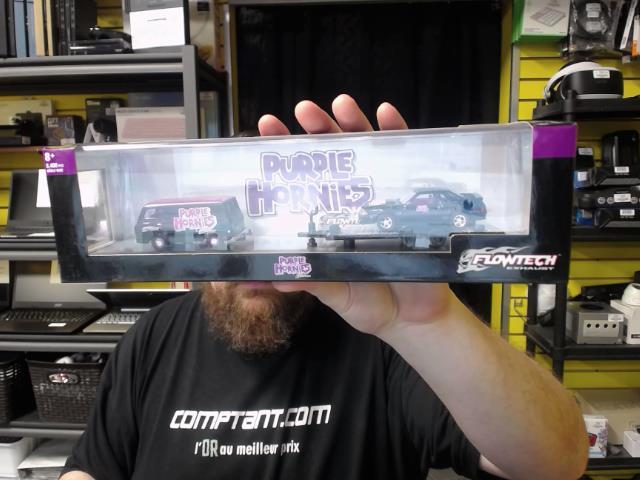 8+
PURPLE
HORNIES
PURPLE
HORNIES
PURPLE
HORNIES
FLOWTECH
EXHAUST
COMPTANT.COM
l'OR au meilleur prix